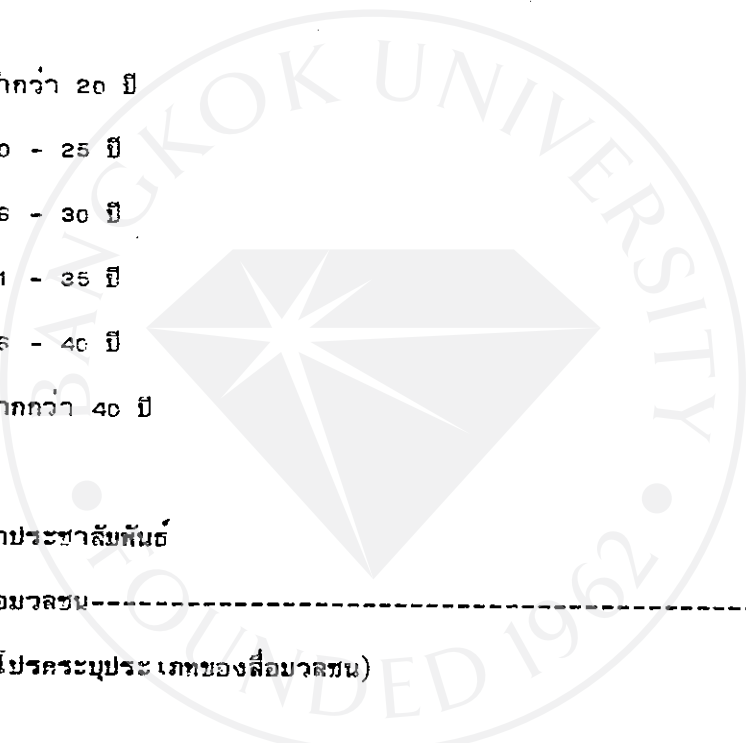 ำกว่า 20 ปี
0 - 25 ปี
6 - 30 ปี
1 - 35 ปี
6 - 40 ปี
ากกว่า 40 ปี
าประชาสัมพันธ์
อมวลชน--------------------------------------------------
โปรดระบุประเภทของสื่อมวลชน)
BANGKOK UNIVERSITY
FOUNDED 1962